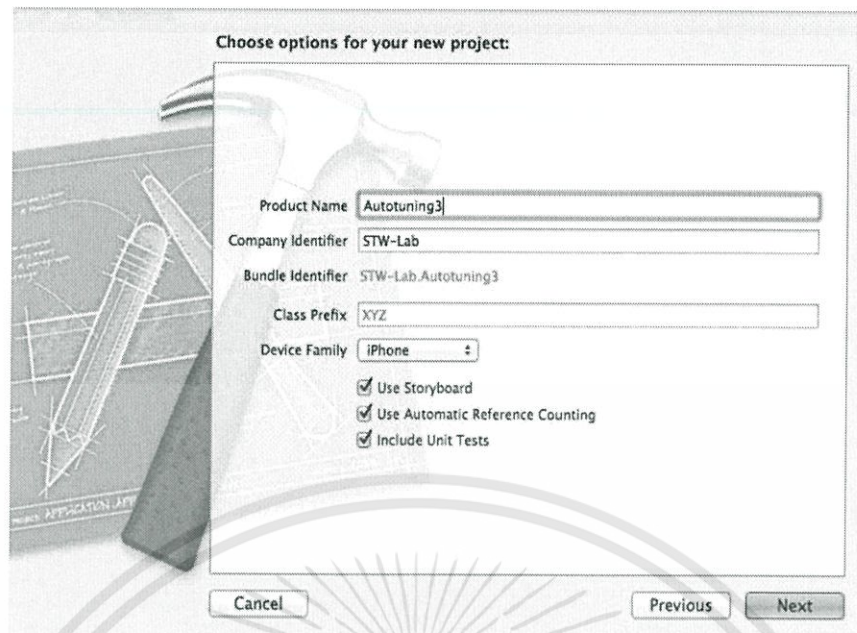 Choose options for your new project:
Product Name Autotuning3
Company Identifier STW-Lab
Bundle Identifier STW-Lab.Autotuning3
Class Prefix XYZ
Device Family iPhone
Use Storyboard
Use Automatic Reference Counting
Include Unit Tests
APPLICATION
Cancel Previous Next